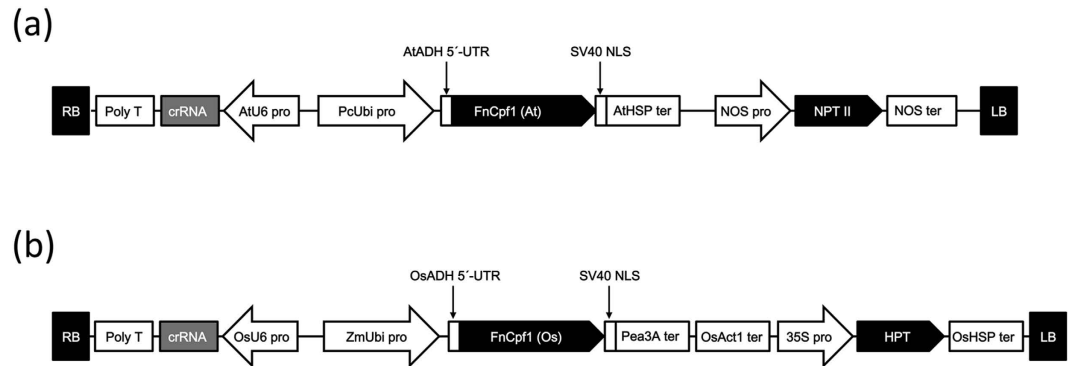 (a)
AtADH 5´-UTR SV40 NLS
RB Poly T crRNA AtU6 pro PcUbi pro FnCpf1 (At) AtHSP ter NOS pro NPT II NOS ter LB
(b)
OsADH 5´-UTR SV40 NLS
RB Poly T crRNA OsU6 pro ZmUbi pro FnCpf1 (Os) Pea3A ter OsAct1 ter 35S pro HPT OsHSP ter LB